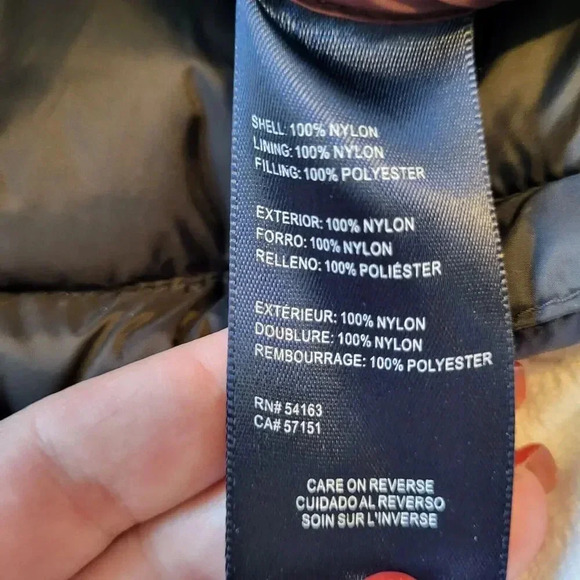 SHELL: 100% NYLON
LINING: 100% NYLON
FILLING: 100% POLYESTER
EXTERIOR: 100% NYLON
FORRO: 100% NYLON
RELLENO: 100% POLIÉSTER
EXTÉRIEUR: 100% NYLON
DOUBLURE: 100% NYLON
REMBOURRAGE: 100% POLYESTER
RN# 54163
CA# 57151
CARE ON REVERSE
CUIDADO AL REVERSO
SOIN SUR L'INVERSE